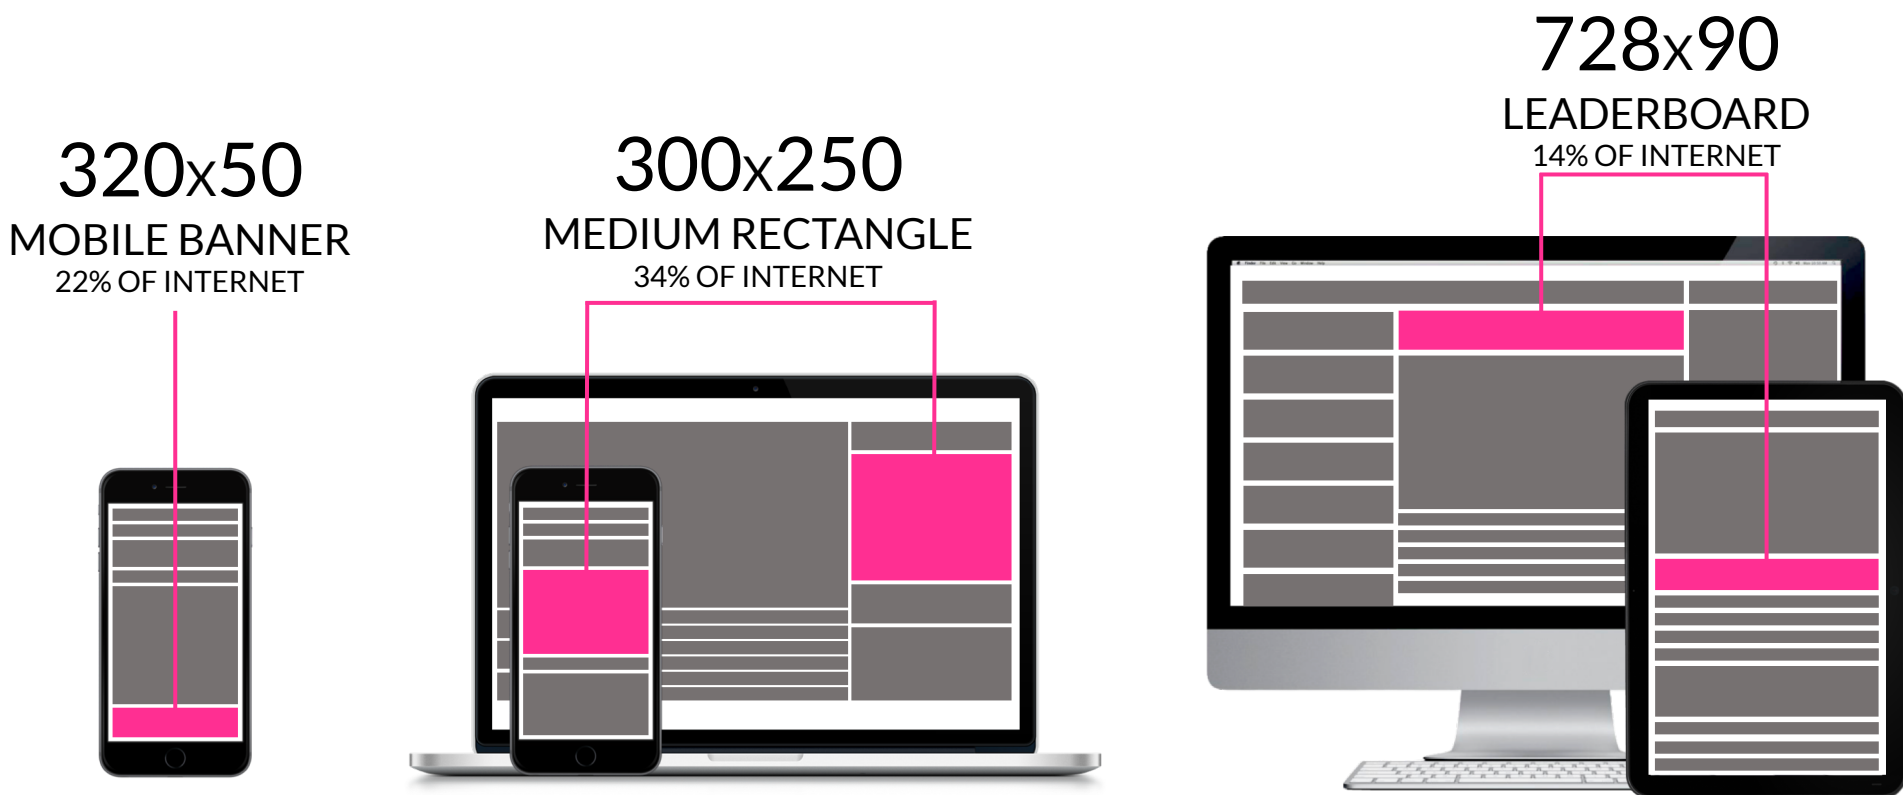 320x50
MOBILE BANNER
22% OF INTERNET
300x250
MEDIUM RECTANGLE
34% OF INTERNET
728x90
LEADERBOARD
14% OF INTERNET